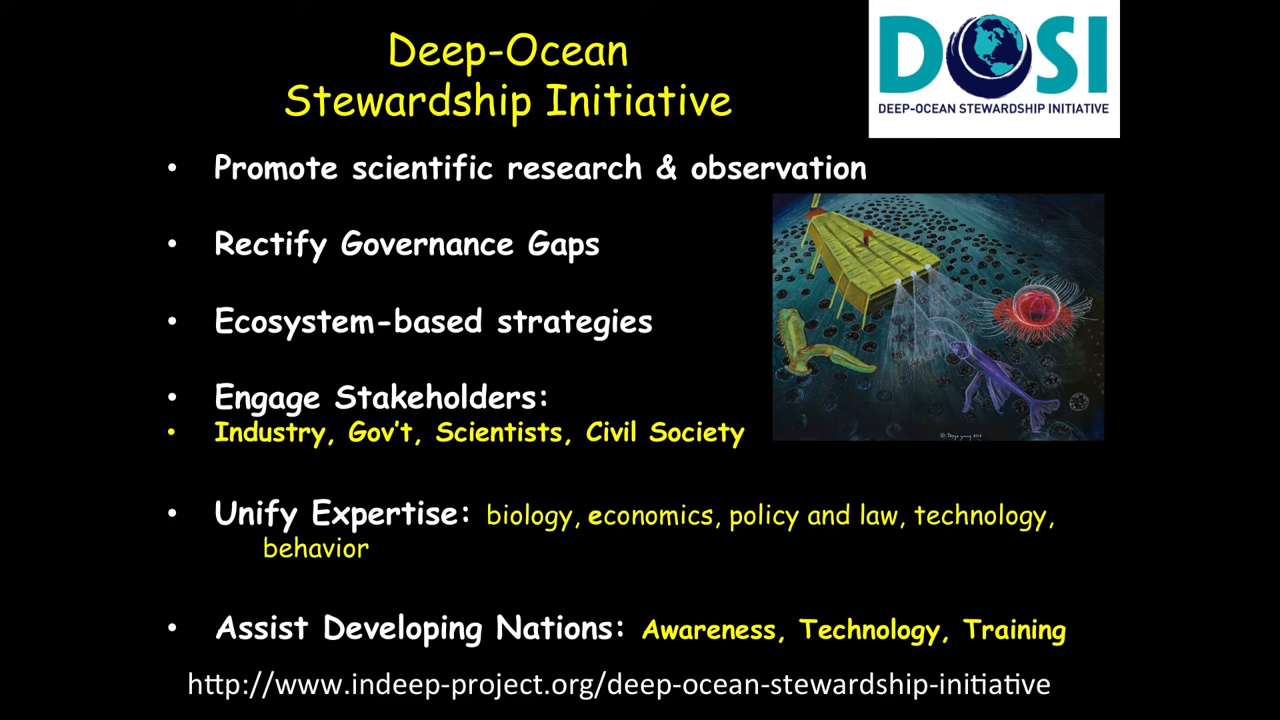 Deep-Ocean
Stewardship Initiative
DOSI
DEEP-OCEAN STEWARDSHIP INITIATIVE
• Promote scientific research & observation
• Rectify Governance Gaps
• Ecosystem-based strategies
• Engage Stakeholders:
• Industry, Gov't, Scientists, Civil Society
• Unify Expertise: biology, economics, policy and law, technology,
behavior
• Assist Developing Nations: Awareness, Technology, Training
http://www.indeep-project.org/deep-ocean-stewardship-initiative